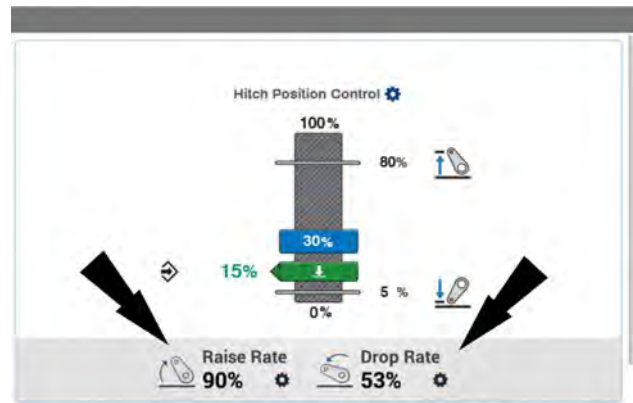 Hitch Position Control
100%
80%
30%
15%
5 %
0%
Raise Rate
90%
Drop Rate
53%